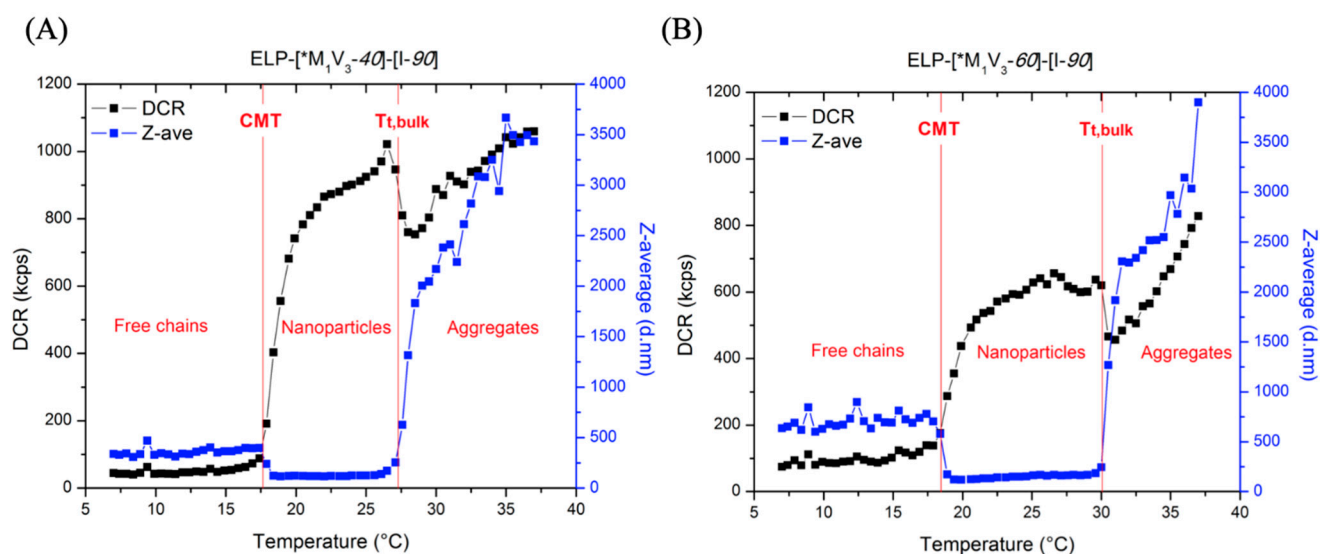 (A)
ELP-[*M₁V₃-40]-[I-90]
DCR
Z-ave
CMT
Tt,bulk
Free chains
Nanoparticles
Aggregates
DCR (kcps)
1200
1000
800
600
400
200
0
Z-average (d.nm)
4000
3500
3000
2500
2000
1500
1000
500
0
5 10 15 20 25 30 35 40
Temperature (°C)
(B)
ELP-[*M₁V₃-60]-[I-90]
DCR
Z-ave
CMT
Tt,bulk
Free chains
Nanoparticles
Aggregates
DCR (kcps)
1200
1000
800
600
400
200
0
Z-average (d.nm)
4000
3500
3000
2500
2000
1500
1000
500
0
5 10 15 20 25 30 35 40
Temperature (°C)